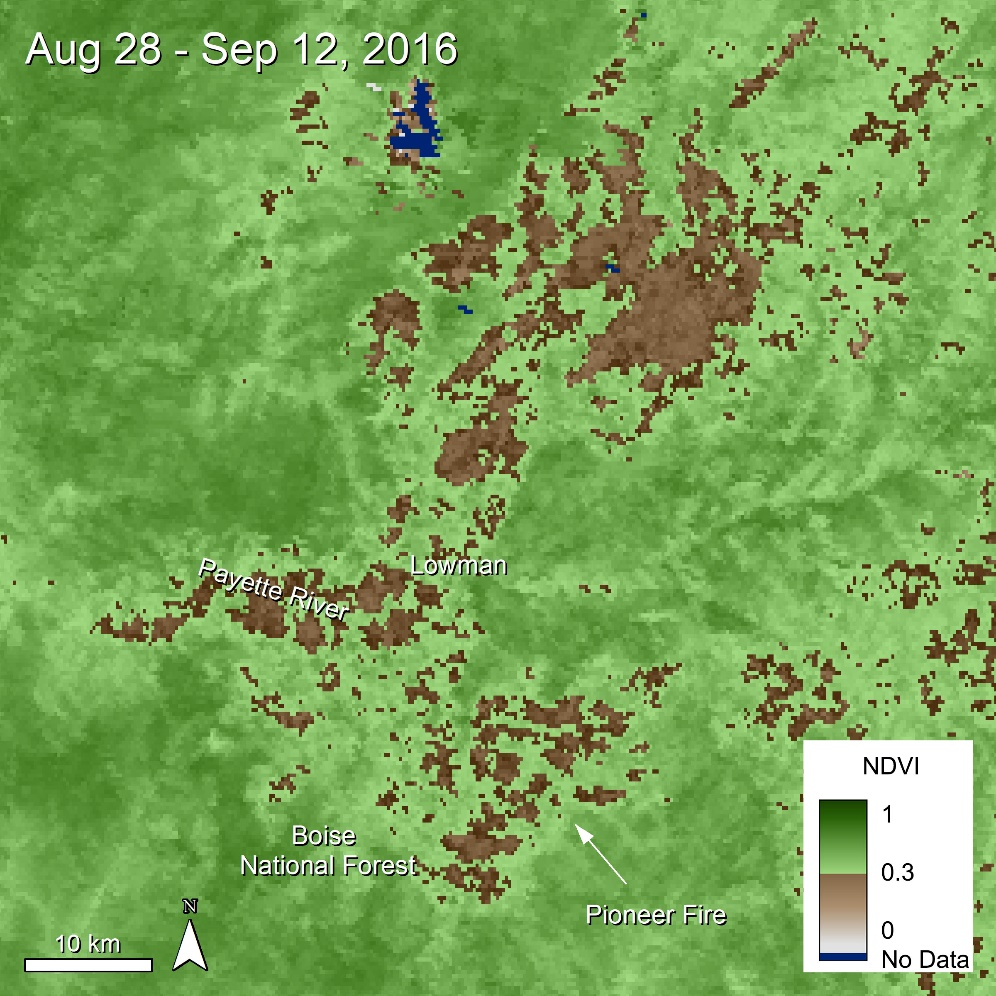 Aug 28 - Sep 12, 2016
Lowman
Payette River
Boise
National Forest
Pioneer Fire
N
10 km
NDVI
1
0.3
0
No Data